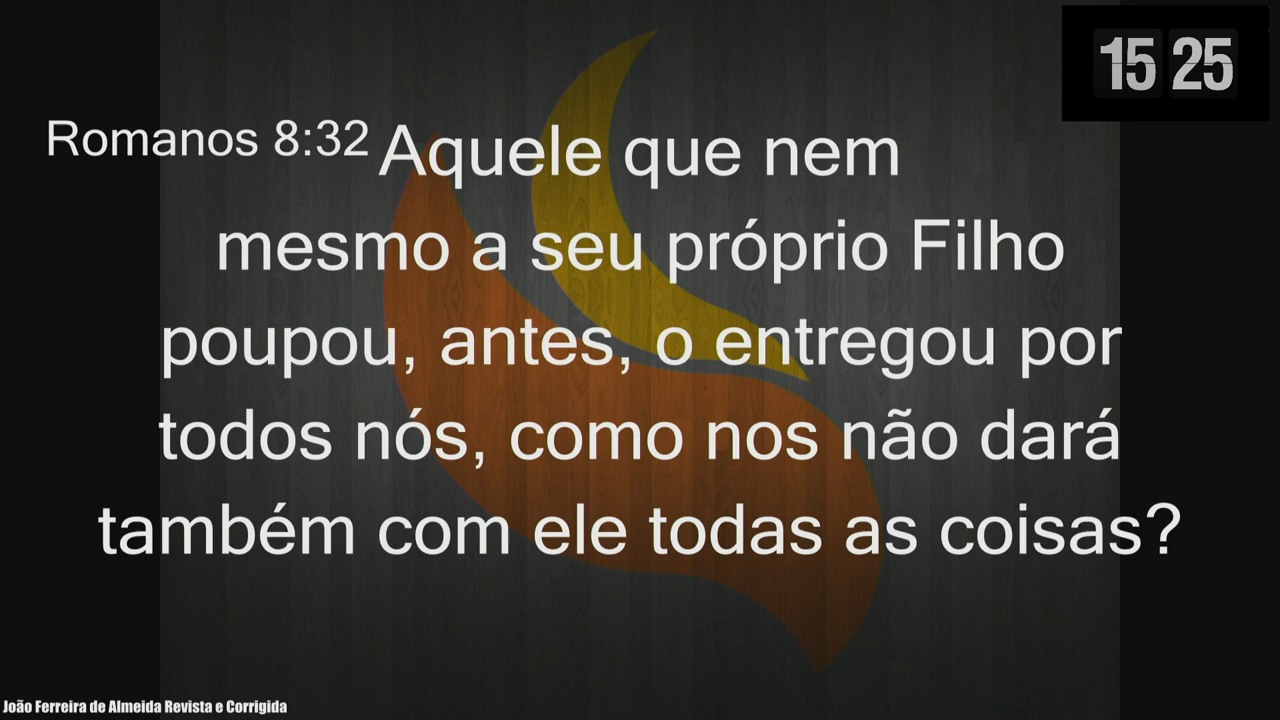 15 25
Romanos 8:32 Aquele que nem
mesmo a seu próprio Filho
poupou, antes, o entregou por
todos nós, como nos não dará
também com ele todas as coisas?
João Ferreira de Almeida Revista e Corrigida